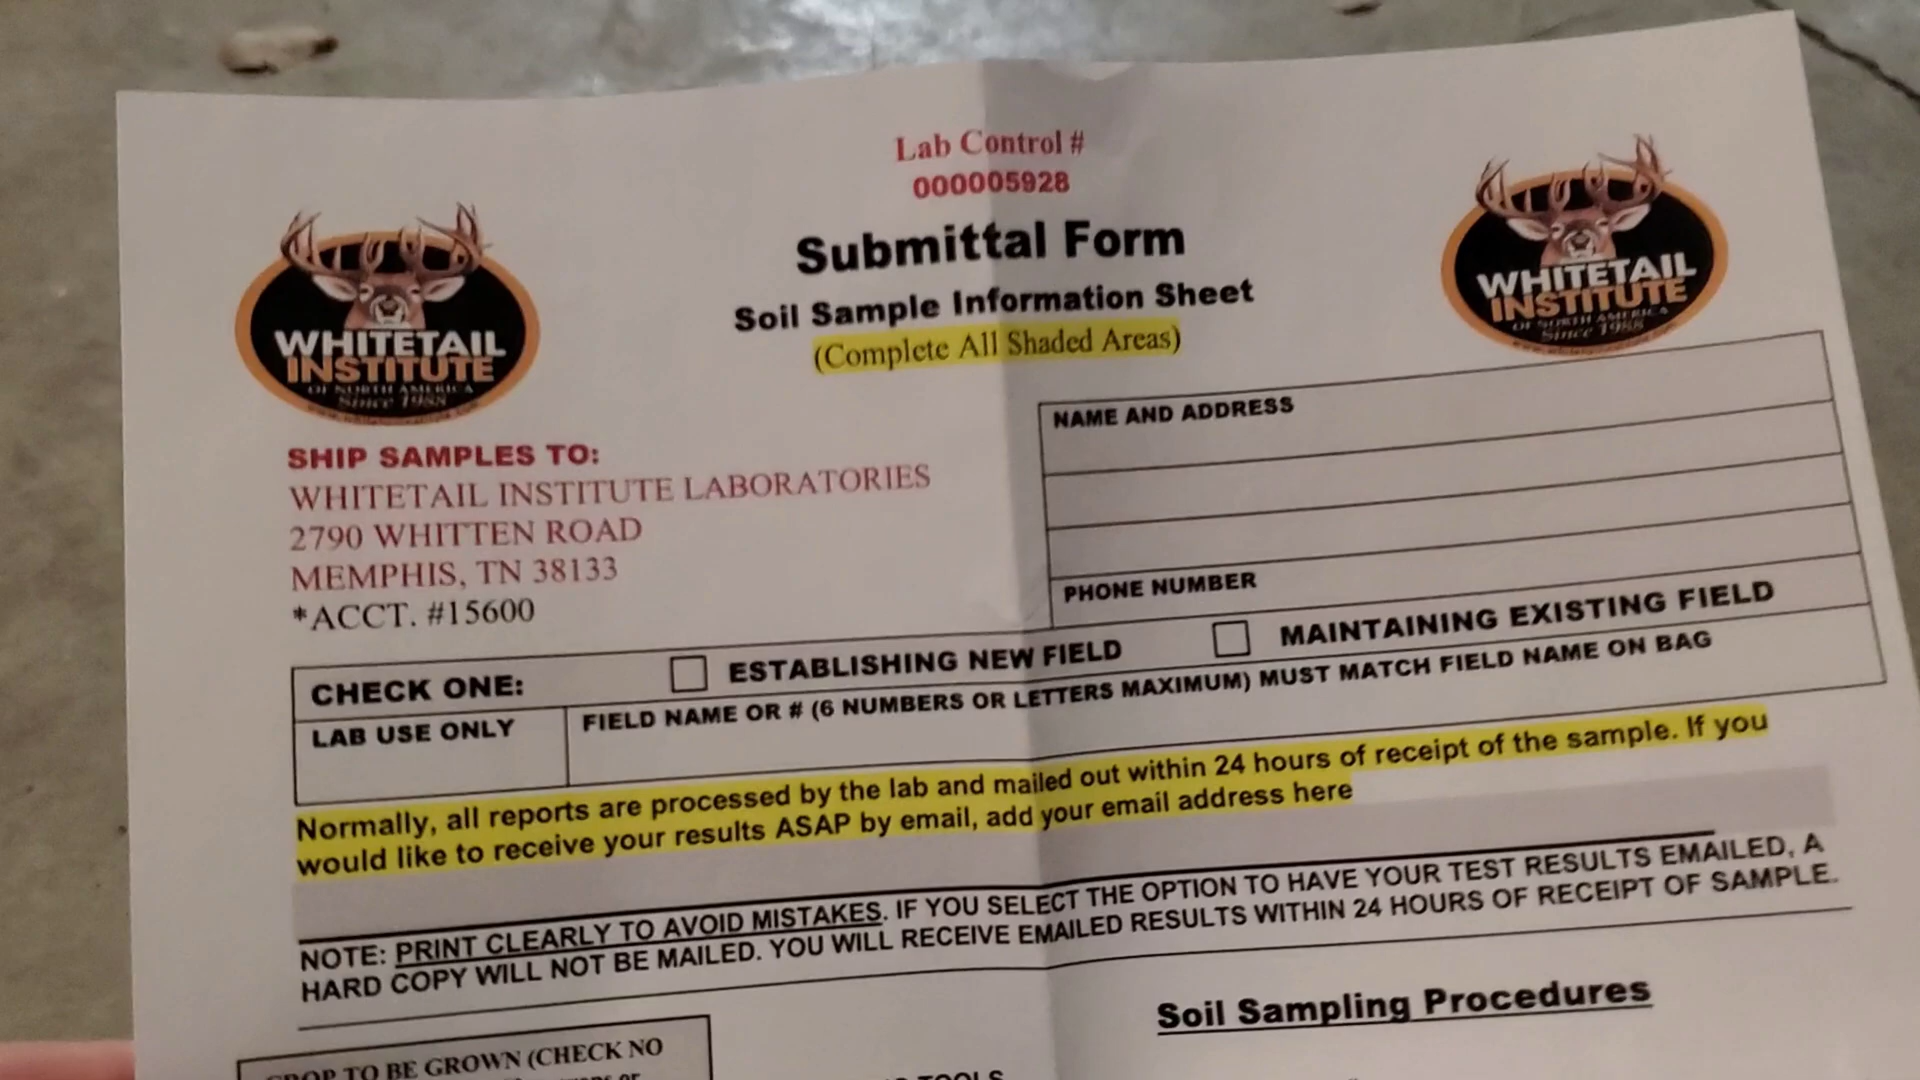 Lab Control #
000005928
Submittal Form
Soil Sample Information Sheet
(Complete All Shaded Areas)
WHITETAIL
INSTITUTE
OF NORTH AMERICA
Since 1988
WHITETAIL
INSTITUTE
OF NORTH AMERICA
Since 1988
SHIP SAMPLES TO:
WHITETAIL INSTITUTE LABORATORIES
2790 WHITTEN ROAD
MEMPHIS, TN 38133
*ACCT. #15600
NAME AND ADDRESS
PHONE NUMBER
CHECK ONE: ESTABLISHING NEW FIELD MAINTAINING EXISTING FIELD
LAB USE ONLY
FIELD NAME OR # (6 NUMBERS OR LETTERS MAXIMUM) MUST MATCH FIELD NAME ON BAG
Normally, all reports are processed by the lab and mailed out within 24 hours of receipt of the sample. If you
would like to receive your results ASAP by email, add your email address here
NOTE: PRINT CLEARLY TO AVOID MISTAKES. IF YOU SELECT THE OPTION TO HAVE YOUR TEST RESULTS EMAILED, A
HARD COPY WILL NOT BE MAILED. YOU WILL RECEIVE EMAILED RESULTS WITHIN 24 HOURS OF RECEIPT OF SAMPLE.
Soil Sampling Procedures
CROP TO BE GROWN (CHECK NO
TOOLS